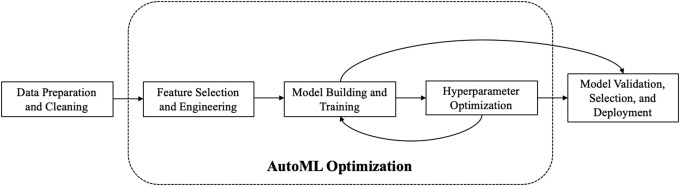 Data Preparation
and Cleaning
Feature Selection
and Engineering
Model Building and
Training
Hyperparameter
Optimization
Model Validation,
Selection, and
Deployment
AutoML Optimization